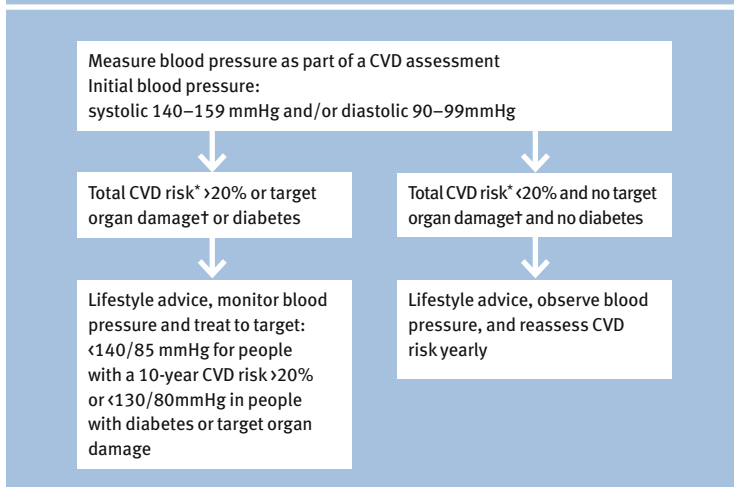 Measure blood pressure as part of a CVD assessment
Initial blood pressure:
systolic 140–159 mmHg and/or diastolic 90–99mmHg
Total CVD risk* >20% or target
organ damage† or diabetes
Total CVD risk* <20% and no target
organ damage† and no diabetes
Lifestyle advice, monitor blood
pressure and treat to target:
<140/85 mmHg for people
with a 10-year CVD risk >20%
or <130/80mmHg in people
with diabetes or target organ
damage
Lifestyle advice, observe blood
pressure, and reassess CVD
risk yearly